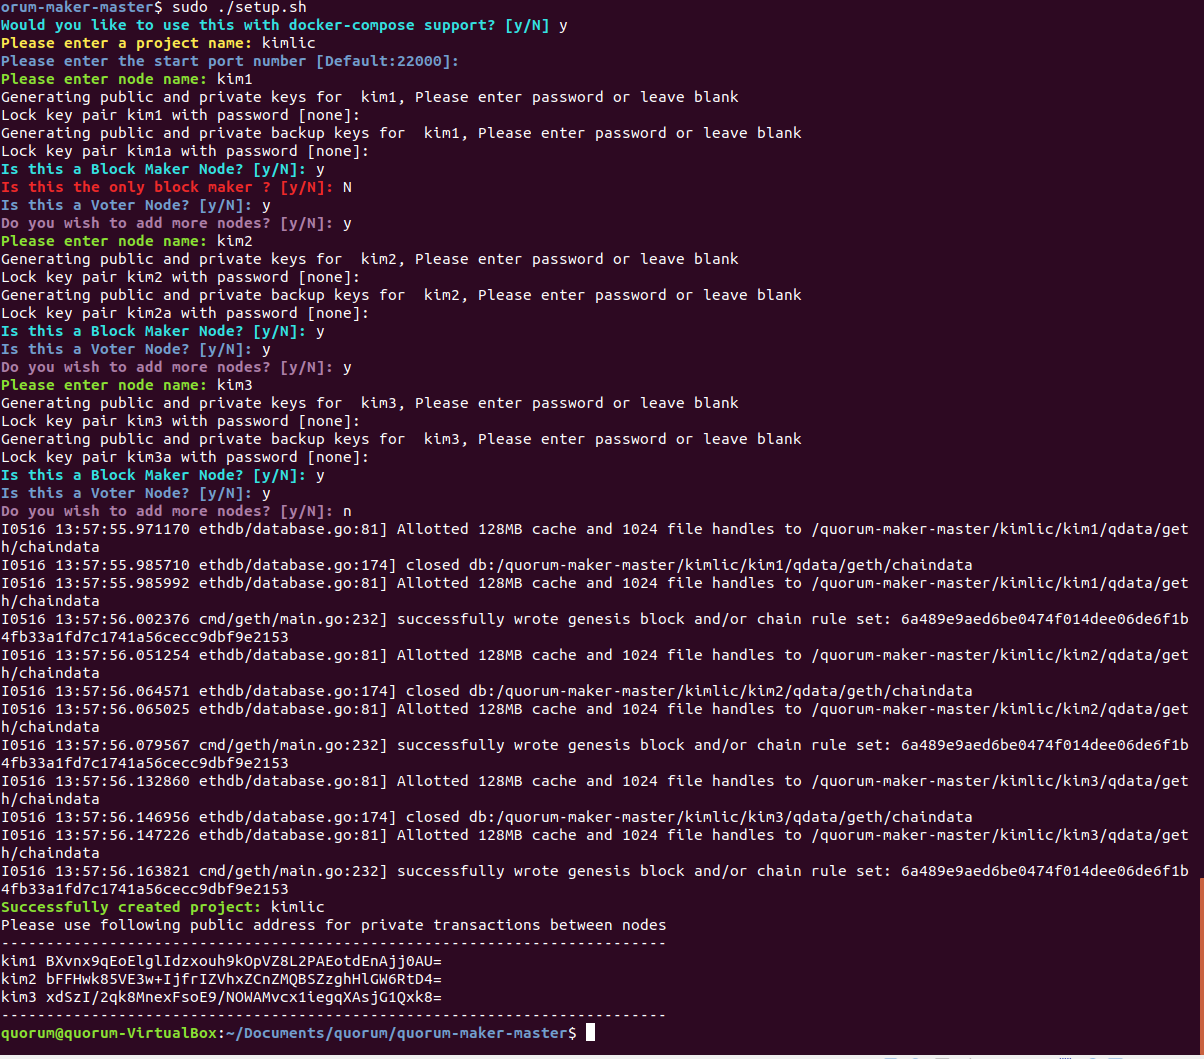 orum-maker-master$ sudo ./setup.sh
Would you like to use this with docker-compose support? [y/N] y
Please enter a project name: kimlic
Please enter the start port number [Default:22000]:
Please enter node name: kim1
Generating public and private keys for  kim1, Please enter password or leave blank
Lock key pair kim1 with password [none]:
Generating public and private backup keys for  kim1, Please enter password or leave blank
Lock key pair kim1a with password [none]:
Is this a Block Maker Node? [y/N]: y
Is this the only block maker ? [y/N]: N
Is this a Voter Node? [y/N]: y
Do you wish to add more nodes? [y/N]: y
Please enter node name: kim2
Generating public and private keys for  kim2, Please enter password or leave blank
Lock key pair kim2 with password [none]:
Generating public and private backup keys for  kim2, Please enter password or leave blank
Lock key pair kim2a with password [none]:
Is this a Block Maker Node? [y/N]: y
Is this a Voter Node? [y/N]: y
Do you wish to add more nodes? [y/N]: y
Please enter node name: kim3
Generating public and private keys for  kim3, Please enter password or leave blank
Lock key pair kim3 with password [none]:
Generating public and private backup keys for  kim3, Please enter password or leave blank
Lock key pair kim3a with password [none]:
Is this a Block Maker Node? [y/N]: y
Is this a Voter Node? [y/N]: y
Do you wish to add more nodes? [y/N]: n
I0516 13:57:55.971170 ethdb/database.go:81] Allotted 128MB cache and 1024 file handles to /quorum-maker-master/kimlic/kim1/qdata/get
h/chaindata
I0516 13:57:55.985710 ethdb/database.go:174] closed db:/quorum-maker-master/kimlic/kim1/qdata/geth/chaindata
I0516 13:57:55.985992 ethdb/database.go:81] Allotted 128MB cache and 1024 file handles to /quorum-maker-master/kimlic/kim1/qdata/get
h/chaindata
I0516 13:57:56.002376 cmd/geth/main.go:232] successfully wrote genesis block and/or chain rule set: 6a489e9aed6be0474f014dee06de6f1b
4fb33a1fd7c1741a56cecc9dbf9e2153
I0516 13:57:56.051254 ethdb/database.go:81] Allotted 128MB cache and 1024 file handles to /quorum-maker-master/kimlic/kim2/qdata/get
h/chaindata
I0516 13:57:56.064571 ethdb/database.go:174] closed db:/quorum-maker-master/kimlic/kim2/qdata/geth/chaindata
I0516 13:57:56.065025 ethdb/database.go:81] Allotted 128MB cache and 1024 file handles to /quorum-maker-master/kimlic/kim2/qdata/get
h/chaindata
I0516 13:57:56.079567 cmd/geth/main.go:232] successfully wrote genesis block and/or chain rule set: 6a489e9aed6be0474f014dee06de6f1b
4fb33a1fd7c1741a56cecc9dbf9e2153
I0516 13:57:56.132860 ethdb/database.go:81] Allotted 128MB cache and 1024 file handles to /quorum-maker-master/kimlic/kim3/qdata/get
h/chaindata
I0516 13:57:56.146956 ethdb/database.go:174] closed db:/quorum-maker-master/kimlic/kim3/qdata/geth/chaindata
I0516 13:57:56.147226 ethdb/database.go:81] Allotted 128MB cache and 1024 file handles to /quorum-maker-master/kimlic/kim3/qdata/get
h/chaindata
I0516 13:57:56.163821 cmd/geth/main.go:232] successfully wrote genesis block and/or chain rule set: 6a489e9aed6be0474f014dee06de6f1b
4fb33a1fd7c1741a56cecc9dbf9e2153
Successfully created project: kimlic
Please use following public address for private transactions between nodes
--------------------------------------------------------------------------
kim1 BXvnx9qEoElglIdzxouh9kOpVZ8L2PAEotdEnAjj0AU=
kim2 bFFHwk85VE3w+IjfrIZVhxZCnZMQBSZzghHlGW6RtD4=
kim3 xdSzI/2qk8MnexFsoE9/NOWAMvcx1iegqXAsjG1Qxk8=
--------------------------------------------------------------------------
quorum@quorum-VirtualBox:~/Documents/quorum/quorum-maker-master$